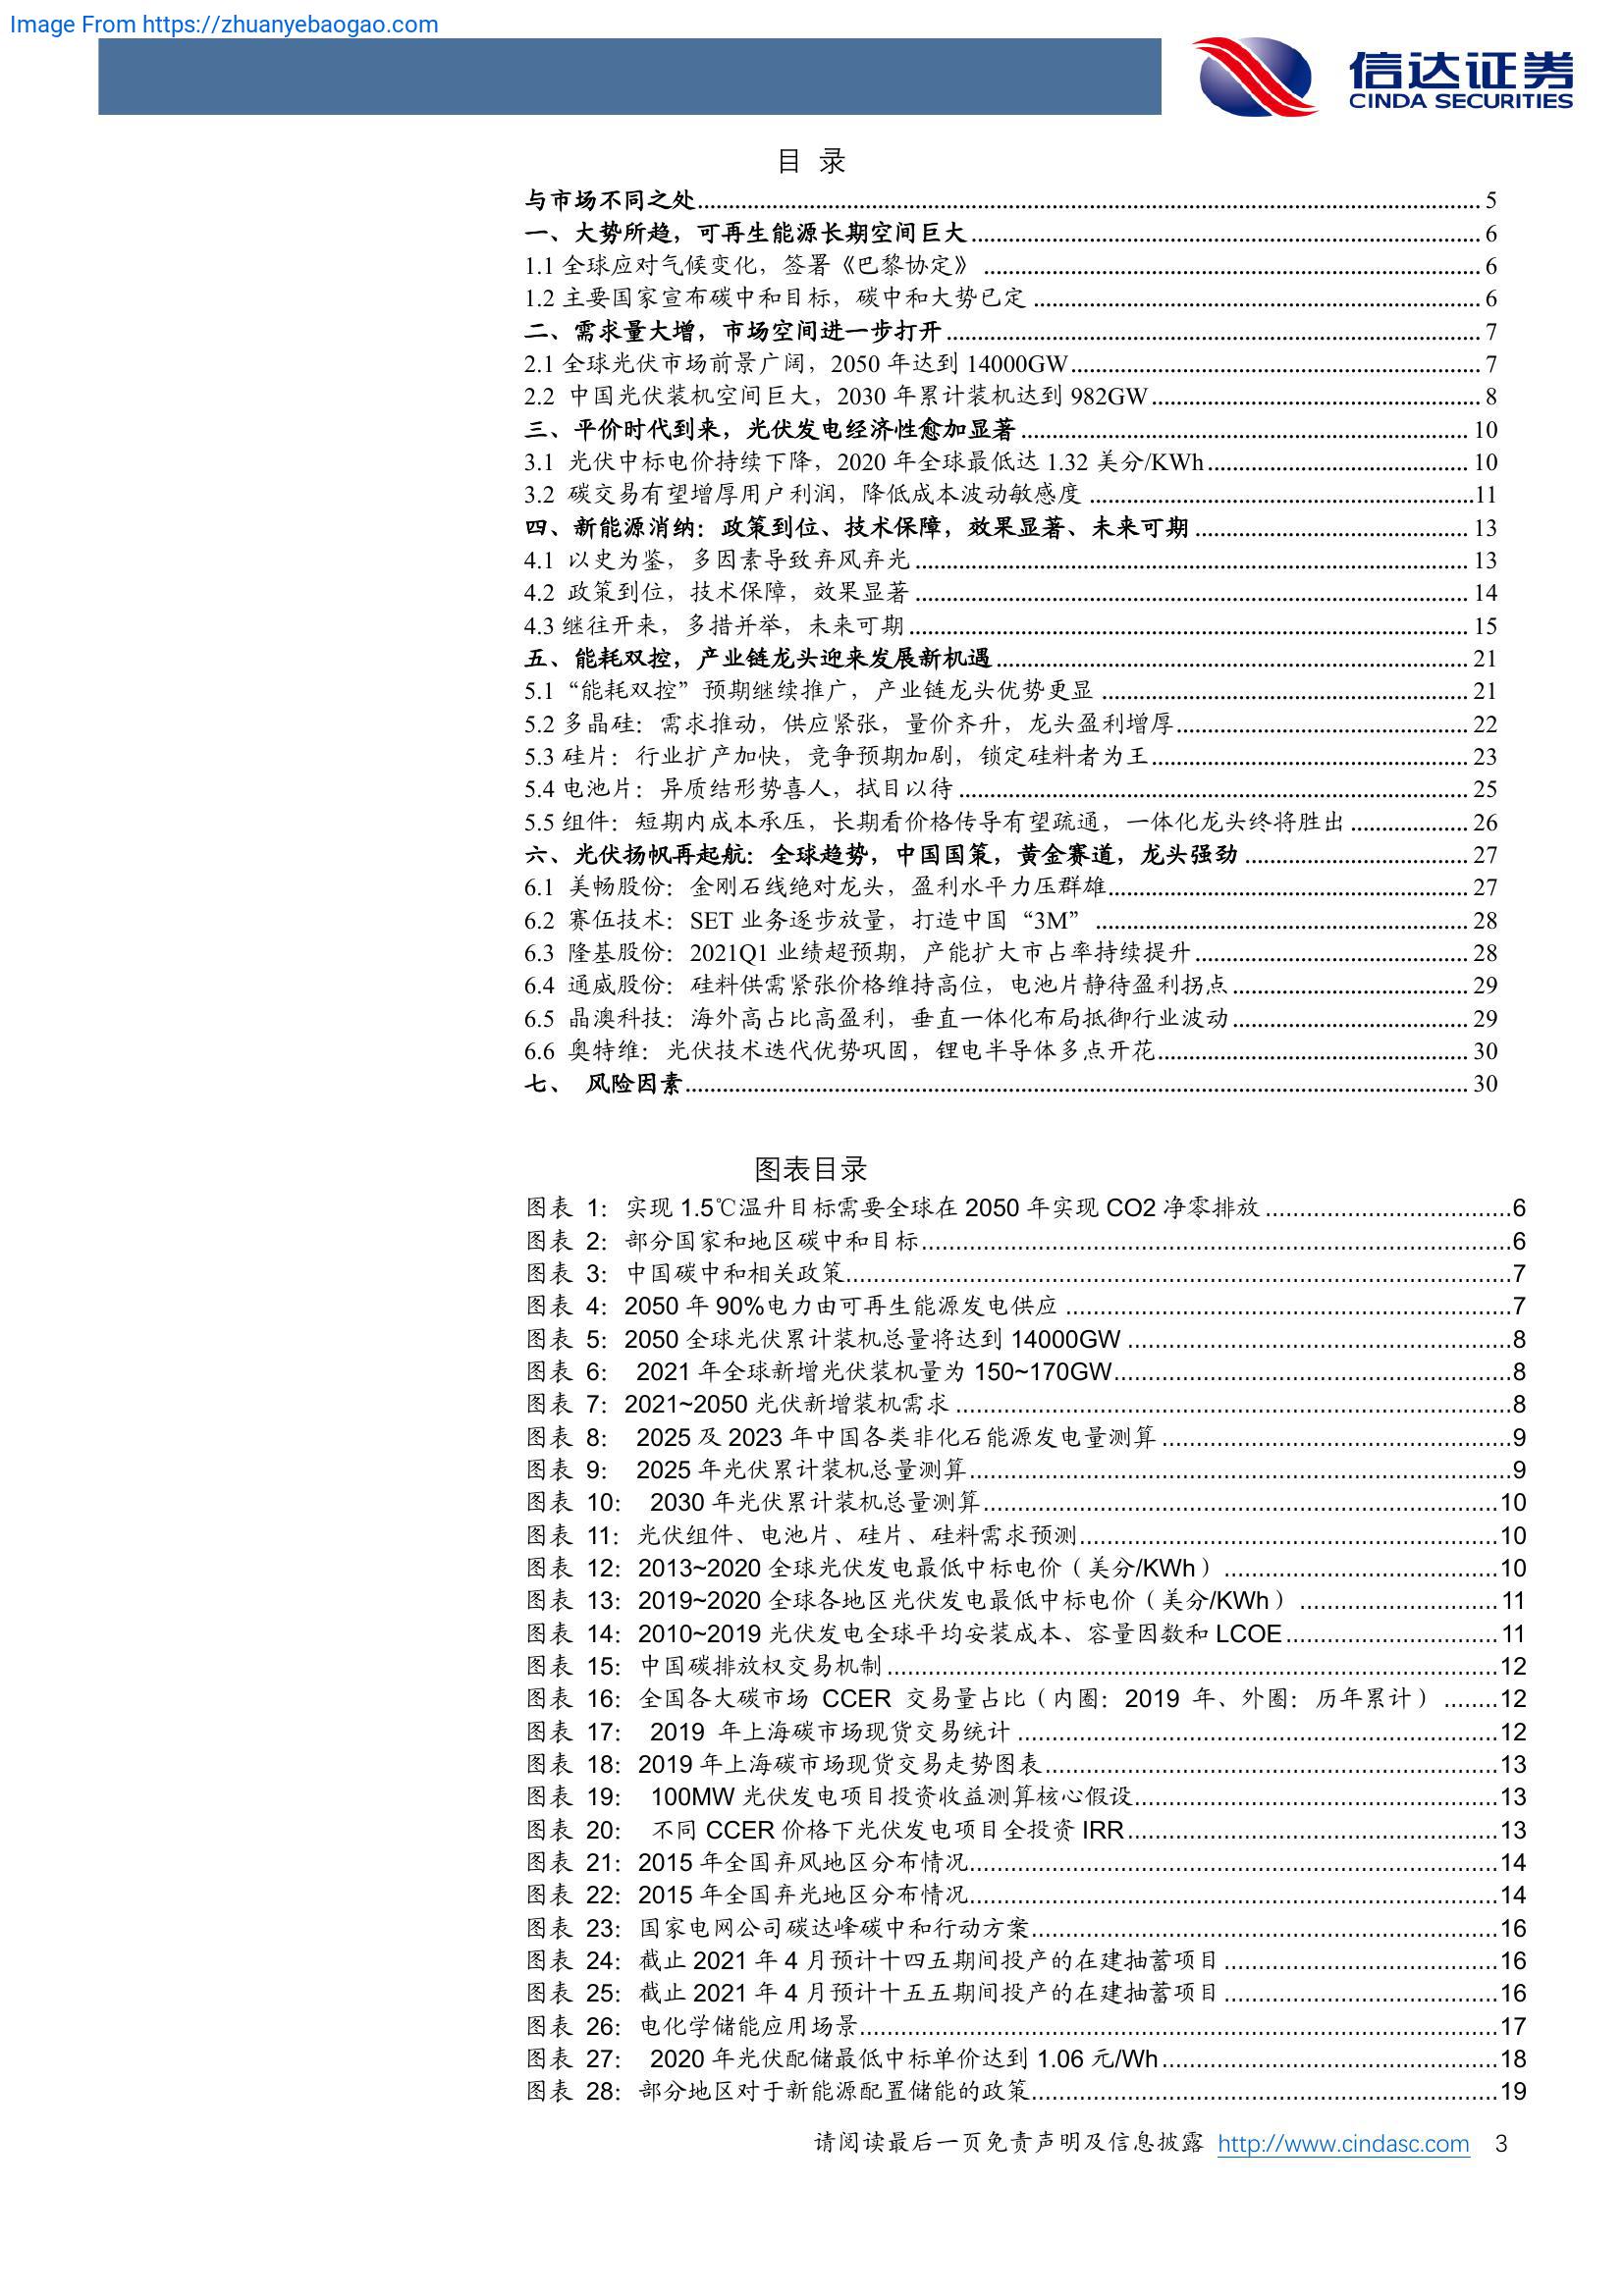 Image From https://zhuanyebaogao.com
信达证券
CINDA SECURITIES
目 录
与市场不同之处 5
一、大势所趋，可再生能源长期空间巨大 6
1.1 全球应对气候变化，签署《巴黎协定》 6
1.2 主要国家宣布碳中和目标，碳中和大势已定 6
二、需求量大增，市场空间进一步打开 7
2.1 全球光伏市场前景广阔，2050 年达到 14000GW 7
2.2 中国光伏装机空间巨大，2030 年累计装机达到 982GW 8
三、平价时代到来，光伏发电经济性愈加显著 10
3.1 光伏中标电价持续下降，2020 年全球最低达 1.32 美分/KWh 10
3.2 碳交易有望增厚用户利润，降低成本波动敏感度 11
四、新能源消纳：政策到位、技术保障，效果显著、未来可期 13
4.1 以史为鉴，多因素导致弃风弃光 13
4.2 政策到位，技术保障，效果显著 14
4.3 继往开来，多措并举，未来可期 15
五、能耗双控，产业链龙头迎来发展新机遇 21
5.1 “能耗双控”预期继续推广，产业链龙头优势更显 21
5.2 多晶硅：需求推动，供应紧张，量价齐升，龙头盈利增厚 22
5.3 硅片：行业扩产加快，竞争预期加剧，锁定硅料者为王 23
5.4 电池片：异质结形势喜人，拭目以待 25
5.5 组件：短期内成本承压，长期看价格传导有望疏通，一体化龙头终将胜出 26
六、光伏扬帆再起航：全球趋势，中国国策，黄金赛道，龙头强劲 27
6.1 美畅股份：金刚石线绝对龙头，盈利水平力压群雄 27
6.2 赛伍技术：SET 业务逐步放量，打造中国“3M” 28
6.3 隆基股份：2021Q1 业绩超预期，产能扩大市占率持续提升 28
6.4 通威股份：硅料供需紧张价格维持高位，电池片静待盈利拐点 29
6.5 晶澳科技：海外高占比高盈利，垂直一体化布局抵御行业波动 29
6.6 奥特维：光伏技术迭代优势巩固，锂电半导体多点开花 30
七、 风险因素 30
图表目录
图表 1：实现 1.5℃温升目标需要全球在 2050 年实现 CO2 净零排放 6
图表 2：部分国家和地区碳中和目标 6
图表 3：中国碳中和相关政策 7
图表 4：2050 年 90%电力由可再生能源发电供应 7
图表 5：2050 全球光伏累计装机总量将达到 14000GW 8
图表 6： 2021 年全球新增光伏装机量为 150~170GW 8
图表 7：2021~2050 光伏新增装机需求 8
图表 8： 2025 及 2023 年中国各类非化石能源发电量测算 9
图表 9： 2025 年光伏累计装机总量测算 9
图表 10： 2030 年光伏累计装机总量测算 10
图表 11：光伏组件、电池片、硅片、硅料需求预测 10
图表 12：2013~2020 全球光伏发电最低中标电价（美分/KWh） 10
图表 13：2019~2020 全球各地区光伏发电最低中标电价（美分/KWh） 11
图表 14：2010~2019 光伏发电全球平均安装成本、容量因数和 LCOE 11
图表 15：中国碳排放权交易机制 12
图表 16：全国各大碳市场 CCER 交易量占比（内圈：2019 年、外圈：历年累计） 12
图表 17： 2019 年上海碳市场现货交易统计 12
图表 18：2019 年上海碳市场现货交易走势图表 13
图表 19： 100MW 光伏发电项目投资收益测算核心假设 13
图表 20： 不同 CCER 价格下光伏发电项目全投资 IRR 13
图表 21：2015 年全国弃风地区分布情况 14
图表 22：2015 年全国弃光地区分布情况 14
图表 23：国家电网公司碳达峰碳中和行动方案 16
图表 24：截止 2021 年 4 月预计十四五期间投产的在建抽蓄项目 16
图表 25：截止 2021 年 4 月预计十五五期间投产的在建抽蓄项目 16
图表 26：电化学储能应用场景 17
图表 27： 2020 年光伏配储最低中标单价达到 1.06 元/Wh 18
图表 28：部分地区对于新能源配置储能的政策 19
请阅读最后一页免责声明及信息披露 http://www.cindasc.com 3